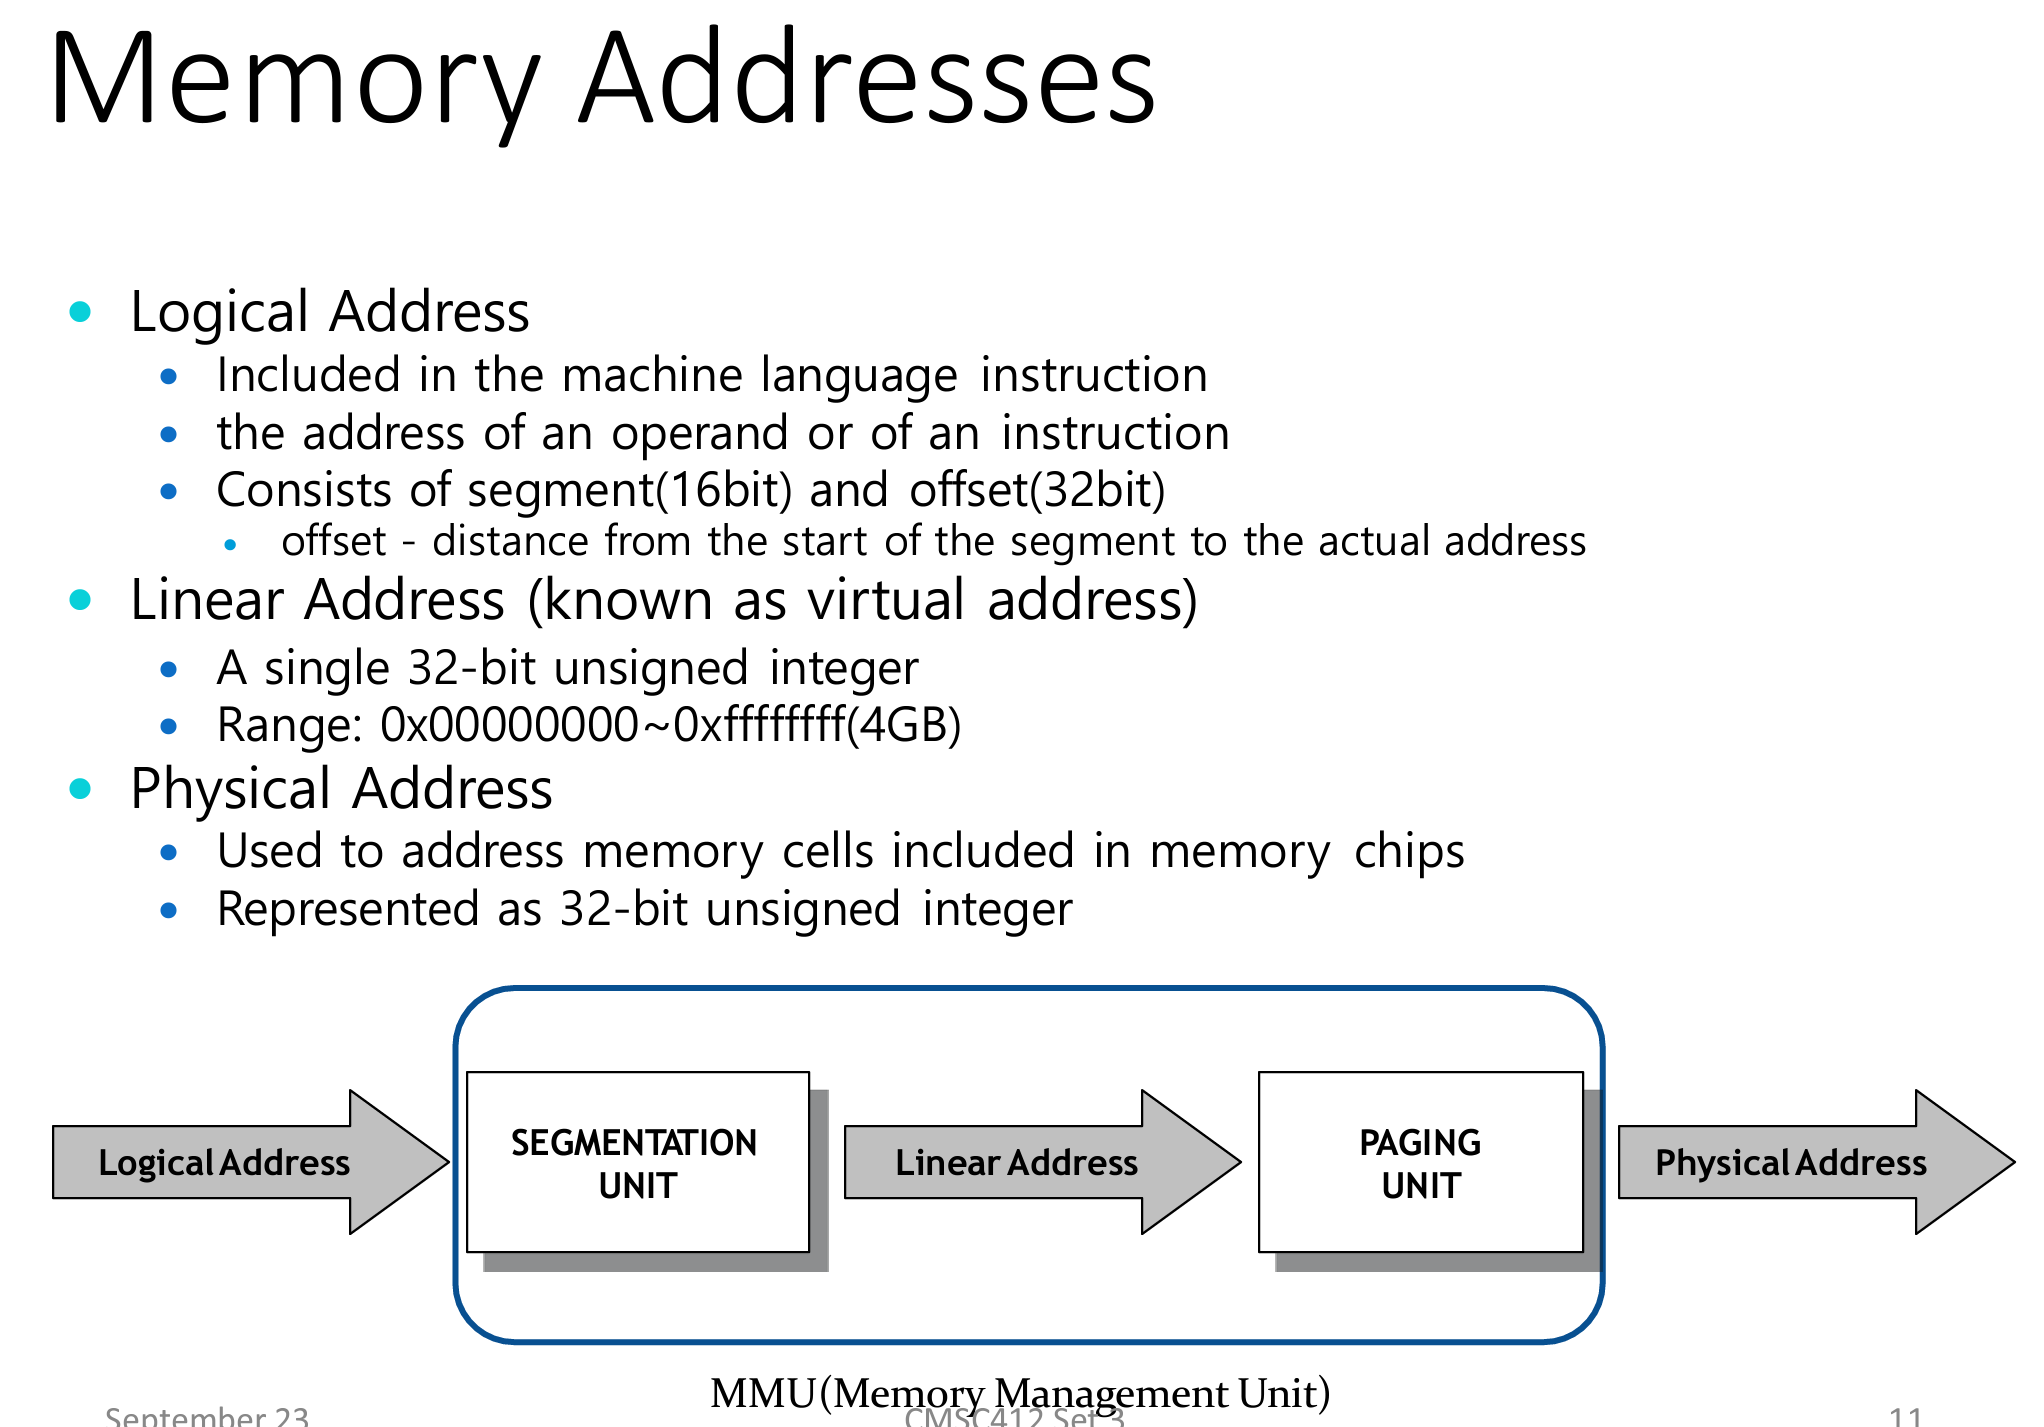 Memory Addresses
Logical Address
Included in the machine language instruction
the address of an operand or of an instruction
Consists of segment(16bit) and offset(32bit)
offset - distance from the start of the segment to the actual address
Linear Address (known as virtual address)
A single 32-bit unsigned integer
Range: 0x00000000~0xffffffff(4GB)
Physical Address
Used to address memory cells included in memory chips
Represented as 32-bit unsigned integer
Logical Address
SEGMENTATION
UNIT
Linear Address
PAGING
UNIT
Physical Address
MMU(Memory Management Unit)
September 23
CMSC412 Set 3
11